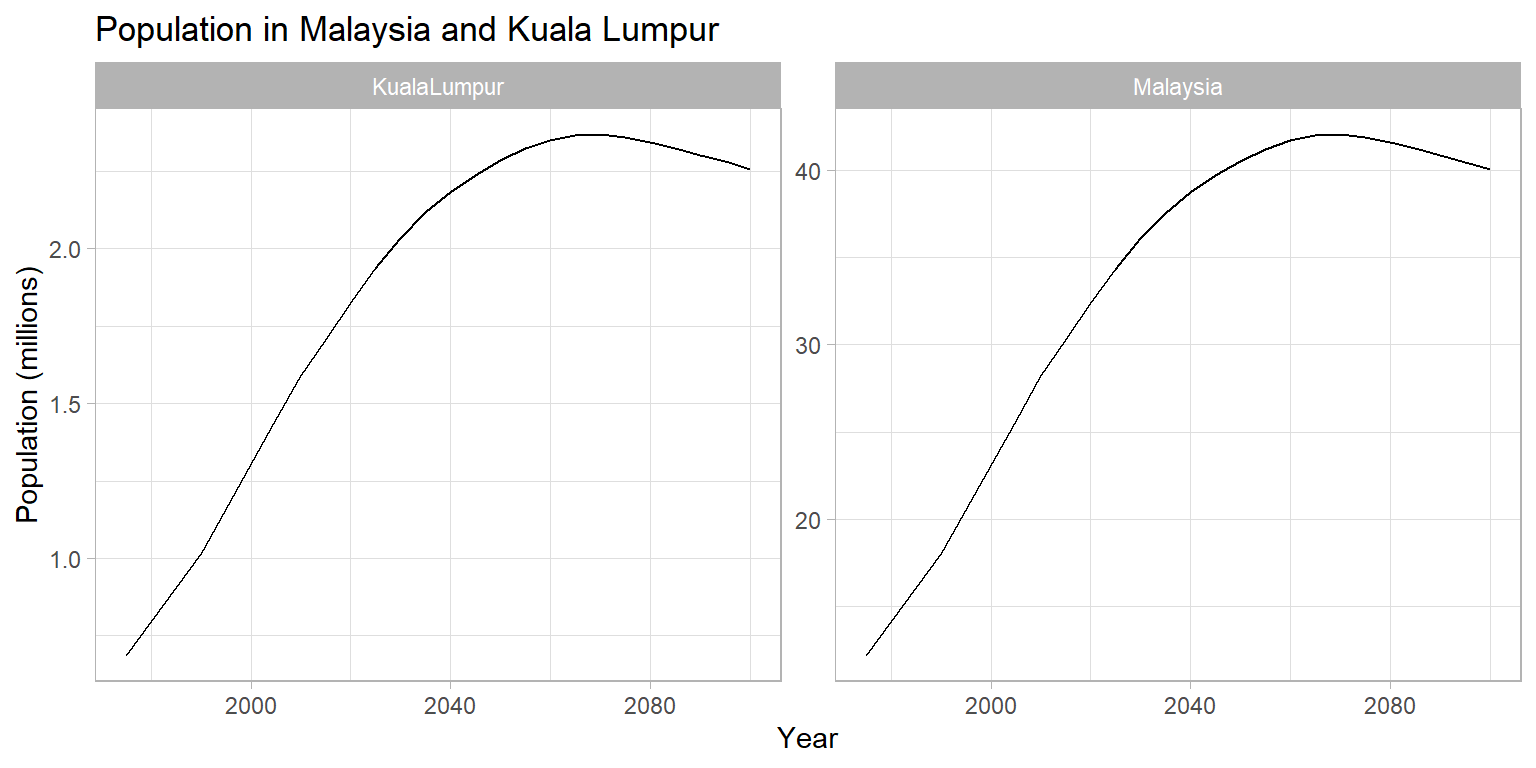 Population in Malaysia and Kuala Lumpur
KualaLumpur
Malaysia
Population (millions)
2.0
1.5
1.0
40
30
20
2000
2040
2080
2000
2040
2080
Year